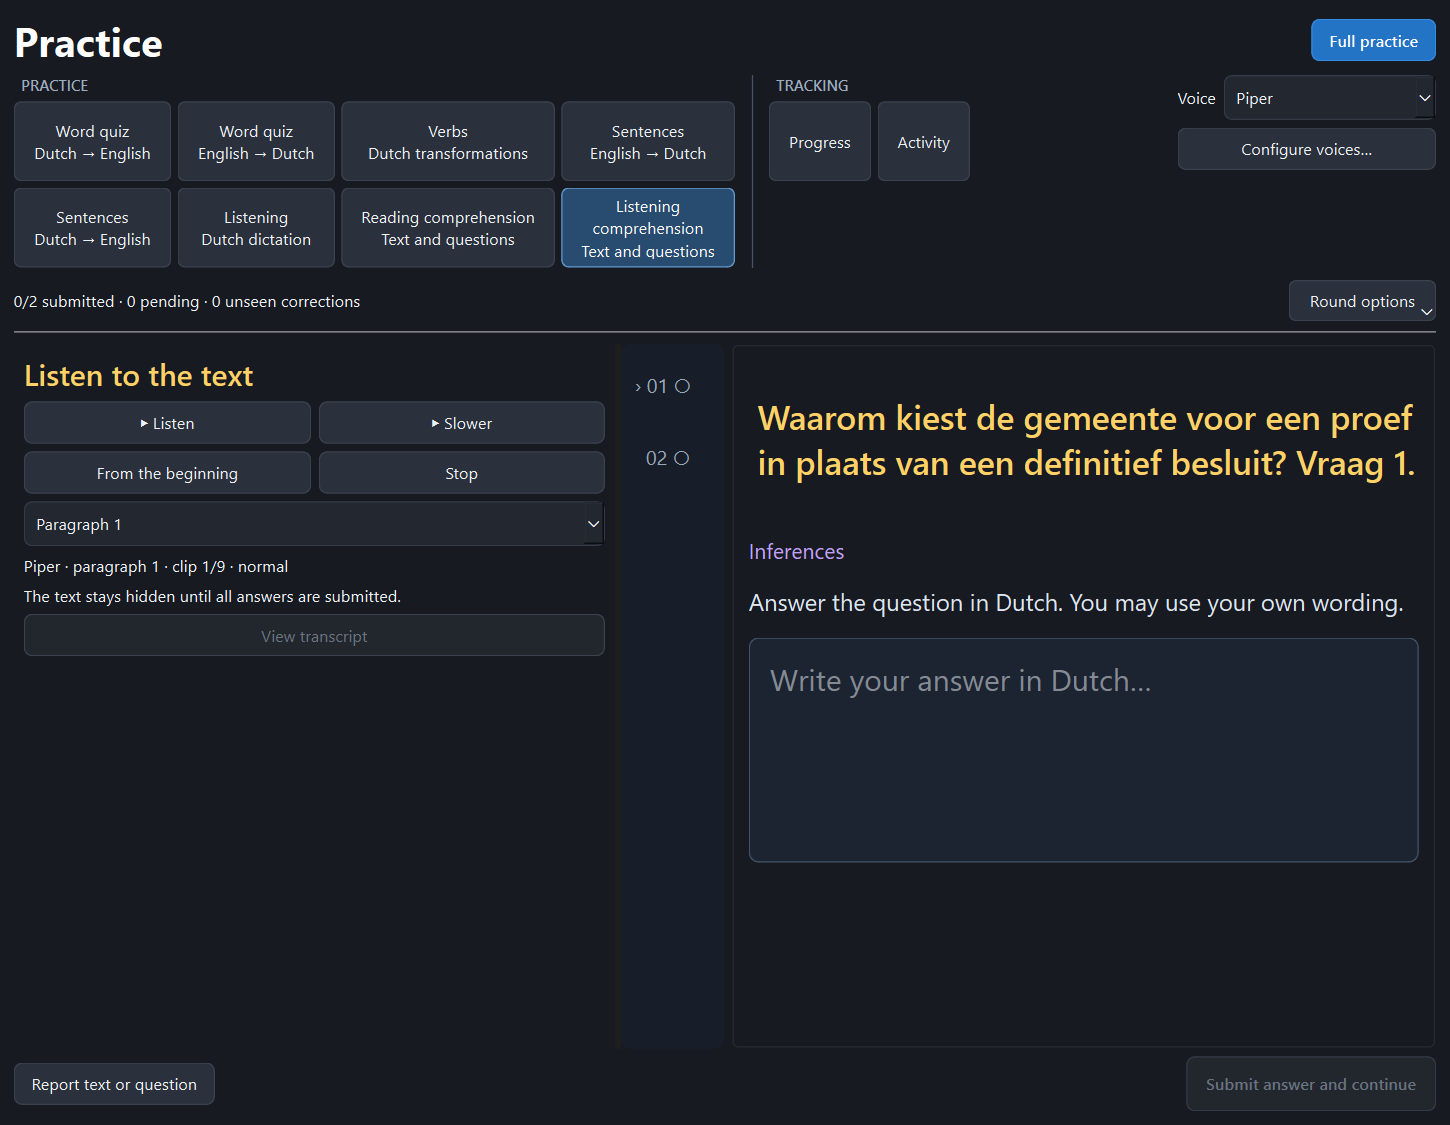 Practice
Full practice
PRACTICE
Word quiz
Dutch → English
Word quiz
English → Dutch
Verbs
Dutch transformations
Sentences
English → Dutch
Sentences
Dutch → English
Listening
Dutch dictation
Reading comprehension
Text and questions
Listening
comprehension
Text and questions
TRACKING
Progress
Activity
Voice
Piper
Configure voices...
0/2 submitted · 0 pending · 0 unseen corrections
Round options
Listen to the text
▸ Listen
▸ Slower
From the beginning
Stop
Paragraph 1
Piper · paragraph 1 · clip 1/9 · normal
The text stays hidden until all answers are submitted.
View transcript
› 01 ○
02 ○
Waarom kiest de gemeente voor een proef
in plaats van een definitief besluit? Vraag 1.
Inferences
Answer the question in Dutch. You may use your own wording.
Write your answer in Dutch...
Report text or question
Submit answer and continue